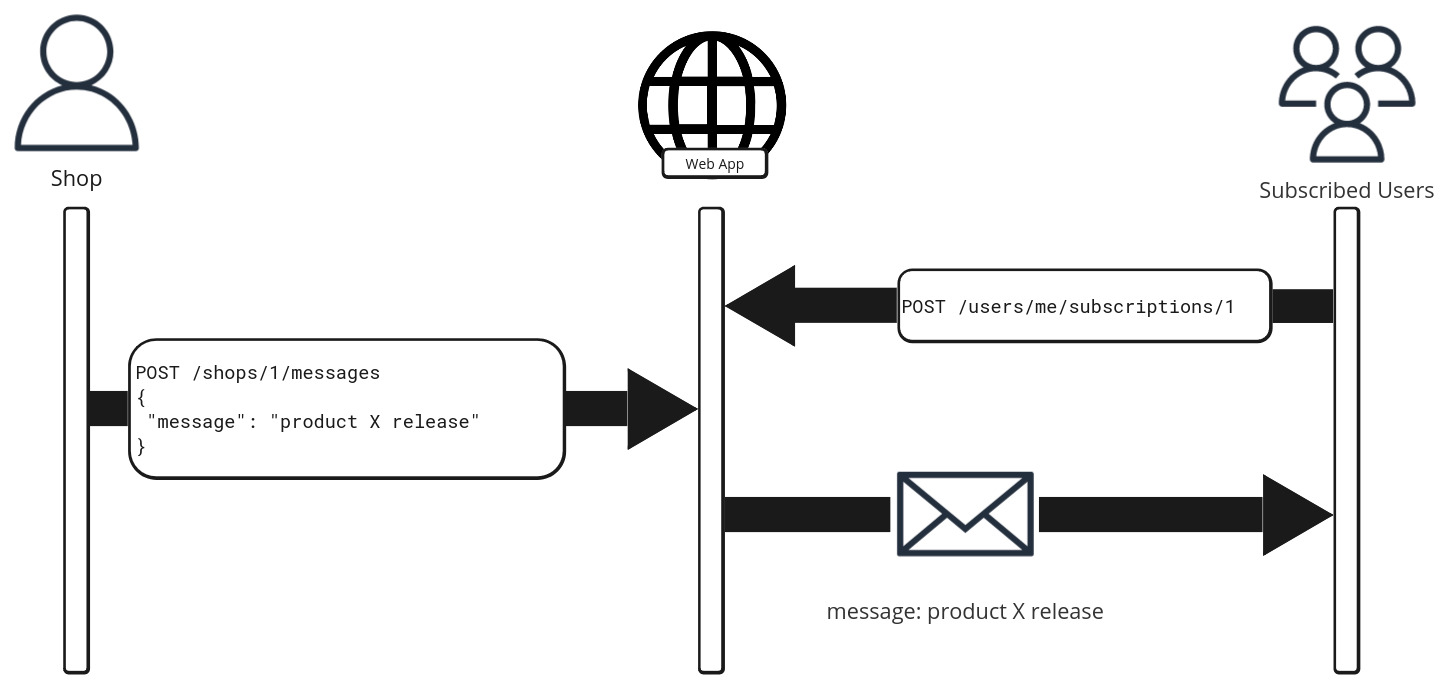 Shop
Web App
Subscribed Users
POST /users/me/subscriptions/1
POST /shops/1/messages
{
"message": "product X release"
}
message: product X release